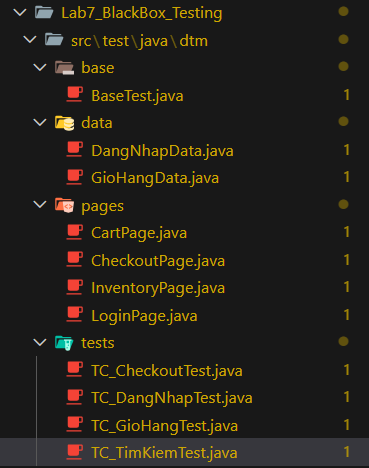 Lab7_BlackBox_Testing
src\test\java\dtm
base
BaseTest.java 1
data
DangNhapData.java 1
GioHangData.java 1
pages
CartPage.java 1
CheckoutPage.java 1
InventoryPage.java 1
LoginPage.java 1
tests
TC_CheckoutTest.java 1
TC_DangNhapTest.java 1
TC_GioHangTest.java 1
TC_TimKiemTest.java 1